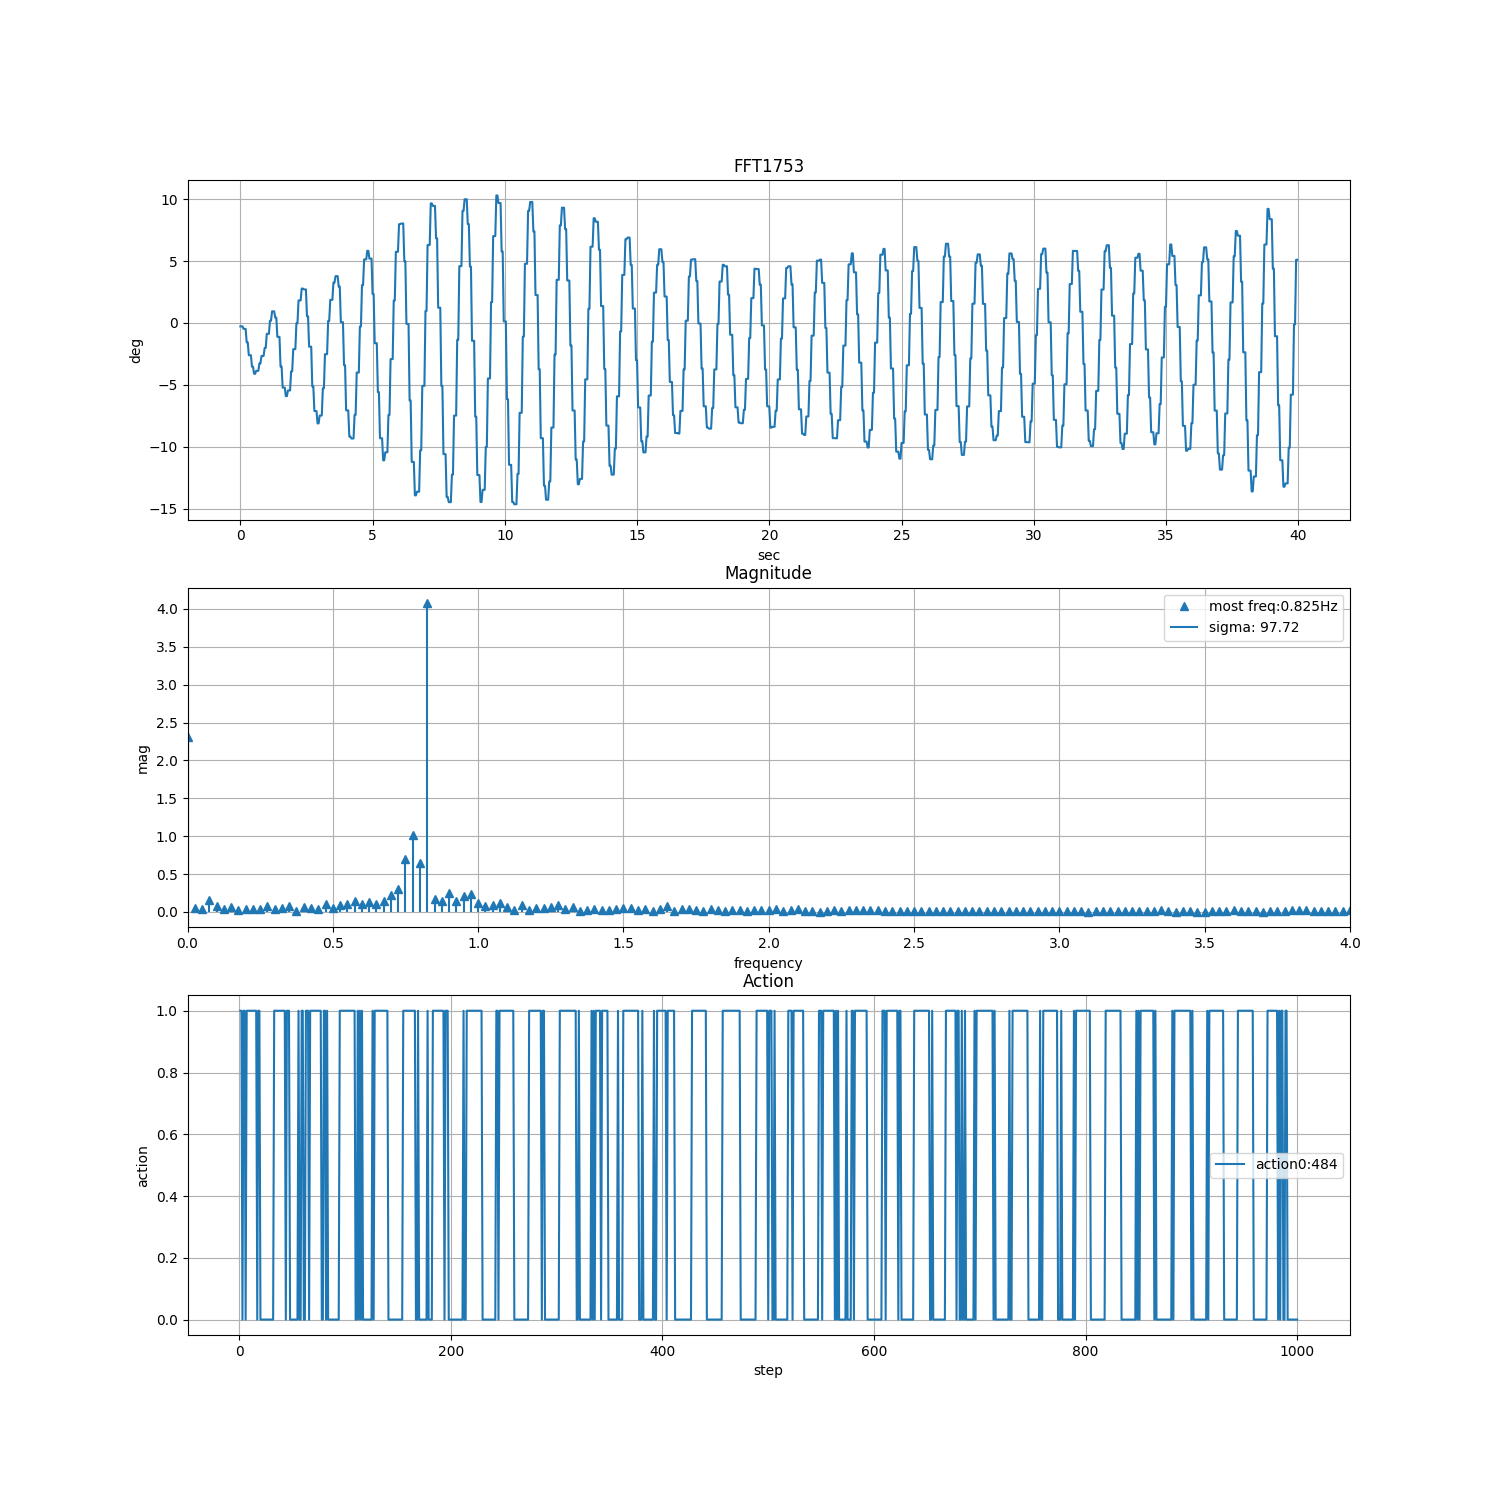 FFT1753
deg
10
5
0
−5
−10
−15
0 5 10 15 20 25 30 35 40
sec
Magnitude
mag
4.0
3.5
3.0
2.5
2.0
1.5
1.0
0.5
0.0
most freq:0.825Hz
sigma: 97.72
0.0 0.5 1.0 1.5 2.0 2.5 3.0 3.5 4.0
frequency
Action
action
1.0
0.8
0.6
0.4
0.2
0.0
action0:484
0 200 400 600 800 1000
step